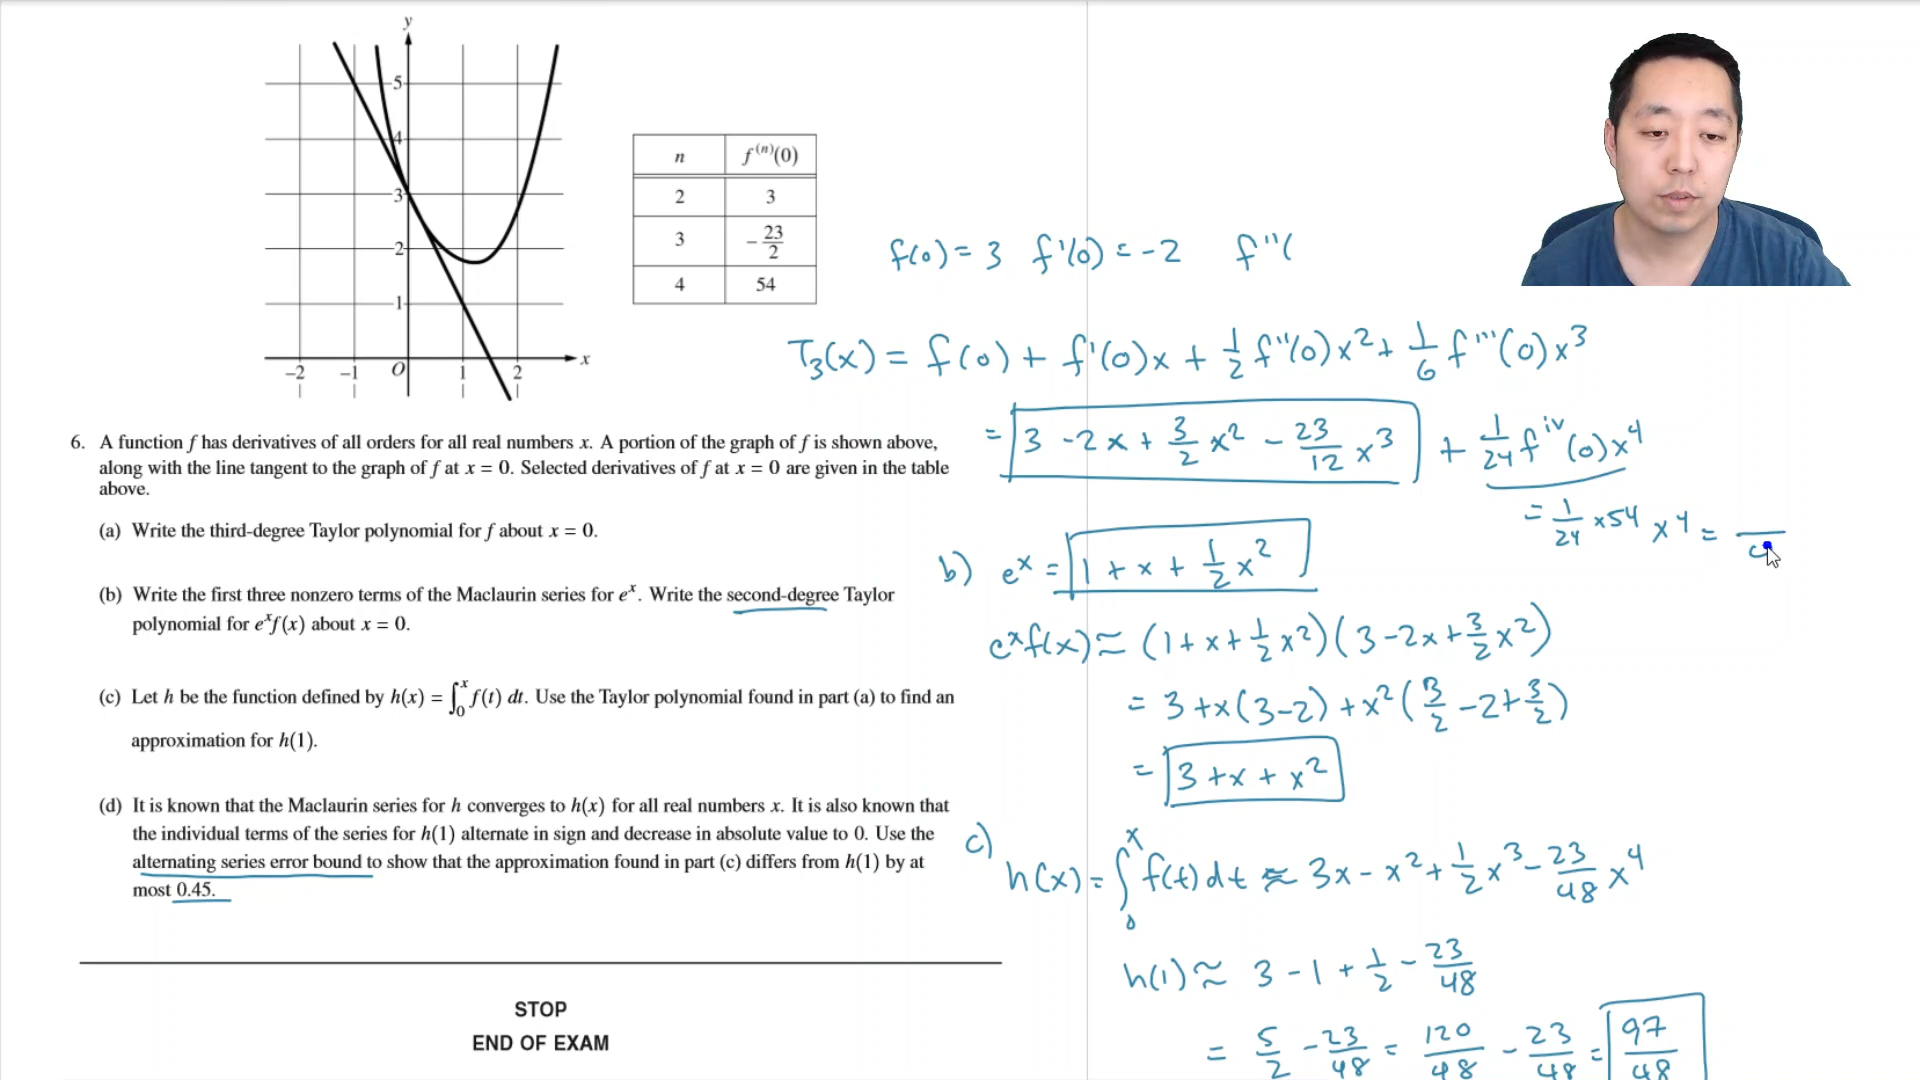 y
5
4
3
2
1
-2 -1 O 1 2 x
n f^(n)(0)
2 3
3 -23/2
4 54
6. A function f has derivatives of all orders for all real numbers x. A portion of the graph of f is shown above,
along with the line tangent to the graph of f at x = 0. Selected derivatives of f at x = 0 are given in the table
above.
(a) Write the third-degree Taylor polynomial for f about x = 0.
(b) Write the first three nonzero terms of the Maclaurin series for e^x. Write the second-degree Taylor
polynomial for e^x f(x) about x = 0.
(c) Let h be the function defined by h(x) = ∫_0^x f(t) dt. Use the Taylor polynomial found in part (a) to find an
approximation for h(1).
(d) It is known that the Maclaurin series for h converges to h(x) for all real numbers x. It is also known that
the individual terms of the series for h(1) alternate in sign and decrease in absolute value to 0. Use the
alternating series error bound to show that the approximation found in part (c) differs from h(1) by at
most 0.45.
STOP
END OF EXAM
f(0) = 3 f'(0) = -2 f''(
T_3(x) = f(0) + f'(0)x + 1/2 f''(0)x^2 + 1/6 f'''(0)x^3
= 3 - 2x + 3/2 x^2 - 23/12 x^3 + 1/24 f^iv(0)x^4
= 1/24 × 54 x^4 =
b) e^x = 1 + x + 1/2 x^2
e^x f(x) ≈ (1 + x + 1/2 x^2)(3 - 2x + 3/2 x^2)
= 3 + x(3-2) + x^2(3/2 - 2 + 3/2)
= 3 + x + x^2
c) h(x) = ∫_0^x f(t) dt ≈ 3x - x^2 + 1/2 x^3 - 23/48 x^4
h(1) ≈ 3 - 1 + 1/2 - 23/48
= 5/2 - 23/48 = 120/48 - 23/48 = 97/48